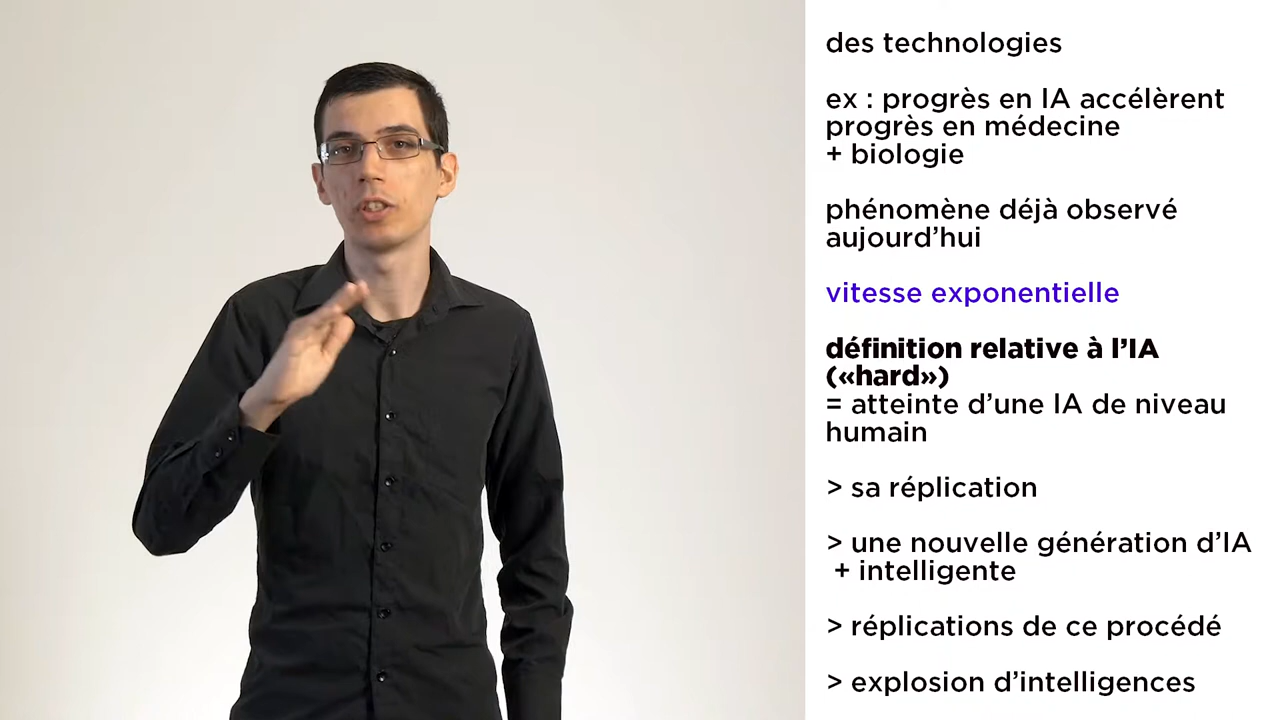 des technologies
ex : progrès en IA accélèrent
progrès en médecine
+ biologie
phénomène déjà observé
aujourd’hui
vitesse exponentielle
définition relative à l’IA
(«hard»)
= atteinte d’une IA de niveau
humain
> sa réplication
> une nouvelle génération d’IA
+ intelligente
> réplications de ce procédé
> explosion d’intelligences